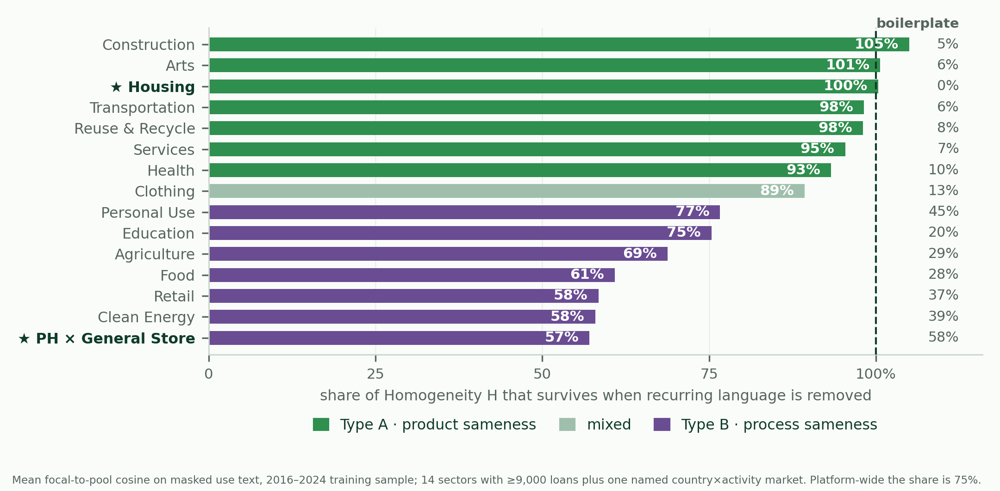 boilerplate
Construction 105% 5%
Arts 101% 6%
★ Housing 100% 0%
Transportation 98% 6%
Reuse & Recycle 98% 8%
Services 95% 7%
Health 93% 10%
Clothing 89% 13%
Personal Use 77% 45%
Education 75% 20%
Agriculture 69% 29%
Food 61% 28%
Retail 58% 37%
Clean Energy 58% 39%
★ PH × General Store 57% 58%
0 25 50 75 100%
share of Homogeneity H that survives when recurring language is removed
Type A · product sameness mixed Type B · process sameness
Mean focal-to-pool cosine on masked use text, 2016–2024 training sample; 14 sectors with ≥9,000 loans plus one named country×activity market. Platform-wide the share is 75%.